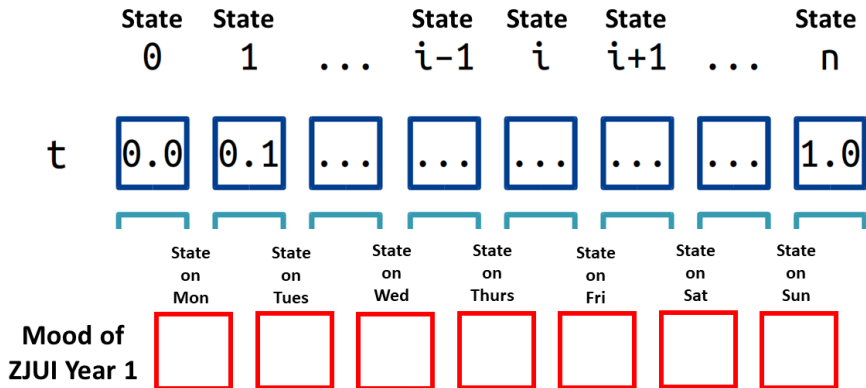 State State State State State
0 1 ... i-1 i i+1 ... n
t 0.0 0.1 ... ... ... ... ... 1.0
State State State State State State State
on on on on on on on
Mon Tues Wed Thurs Fri Sat Sun
Mood of
ZJUI Year 1